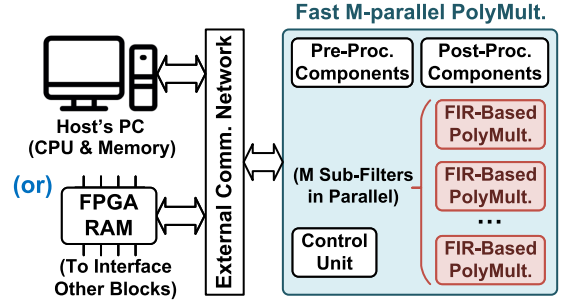 Fast M-parallel PolyMult.
Pre-Proc.
Components
Post-Proc.
Components
Host's PC
(CPU & Memory)
(or)
FPGA
RAM
(To Interface
Other Blocks)
External Comm. Network
(M Sub-Filters
in Parallel)
Control
Unit
FIR-Based
PolyMult.
FIR-Based
PolyMult.
...
FIR-Based
PolyMult.